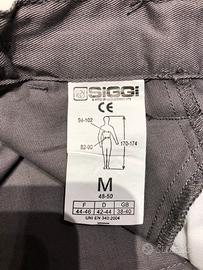 SIGGI
CE
94-102
82-90
170-174
M
48-50
F D GB
44-46 42-44 38-40
UNI EN 340:2004